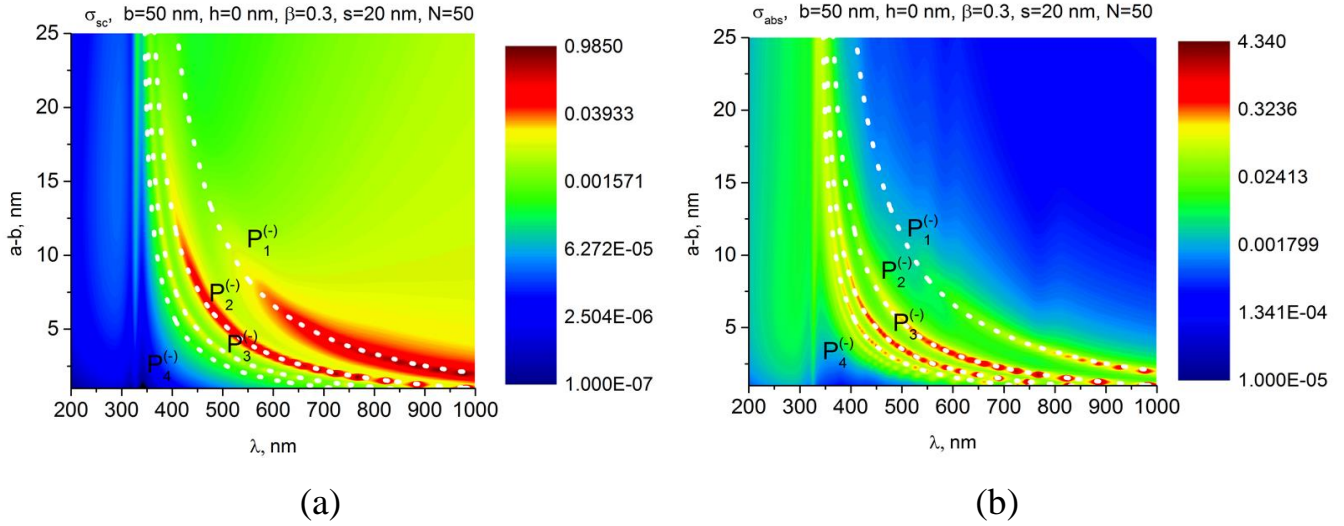 σsc, b=50 nm, h=0 nm, β=0.3, s=20 nm, N=50
25
20
15
10
5
a-b, nm
200 300 400 500 600 700 800 900 1000
λ, nm
P1(-)
P2(-)
P3(-)
P4(-)
0.9850
0.03933
0.001571
6.272E-05
2.504E-06
1.000E-07
(a)
σabs, b=50 nm, h=0 nm, β=0.3, s=20 nm, N=50
25
20
15
10
5
a-b, nm
200 300 400 500 600 700 800 900 1000
λ, nm
P1(-)
P2(-)
P3(-)
P4(-)
4.340
0.3236
0.02413
0.001799
1.341E-04
1.000E-05
(b)